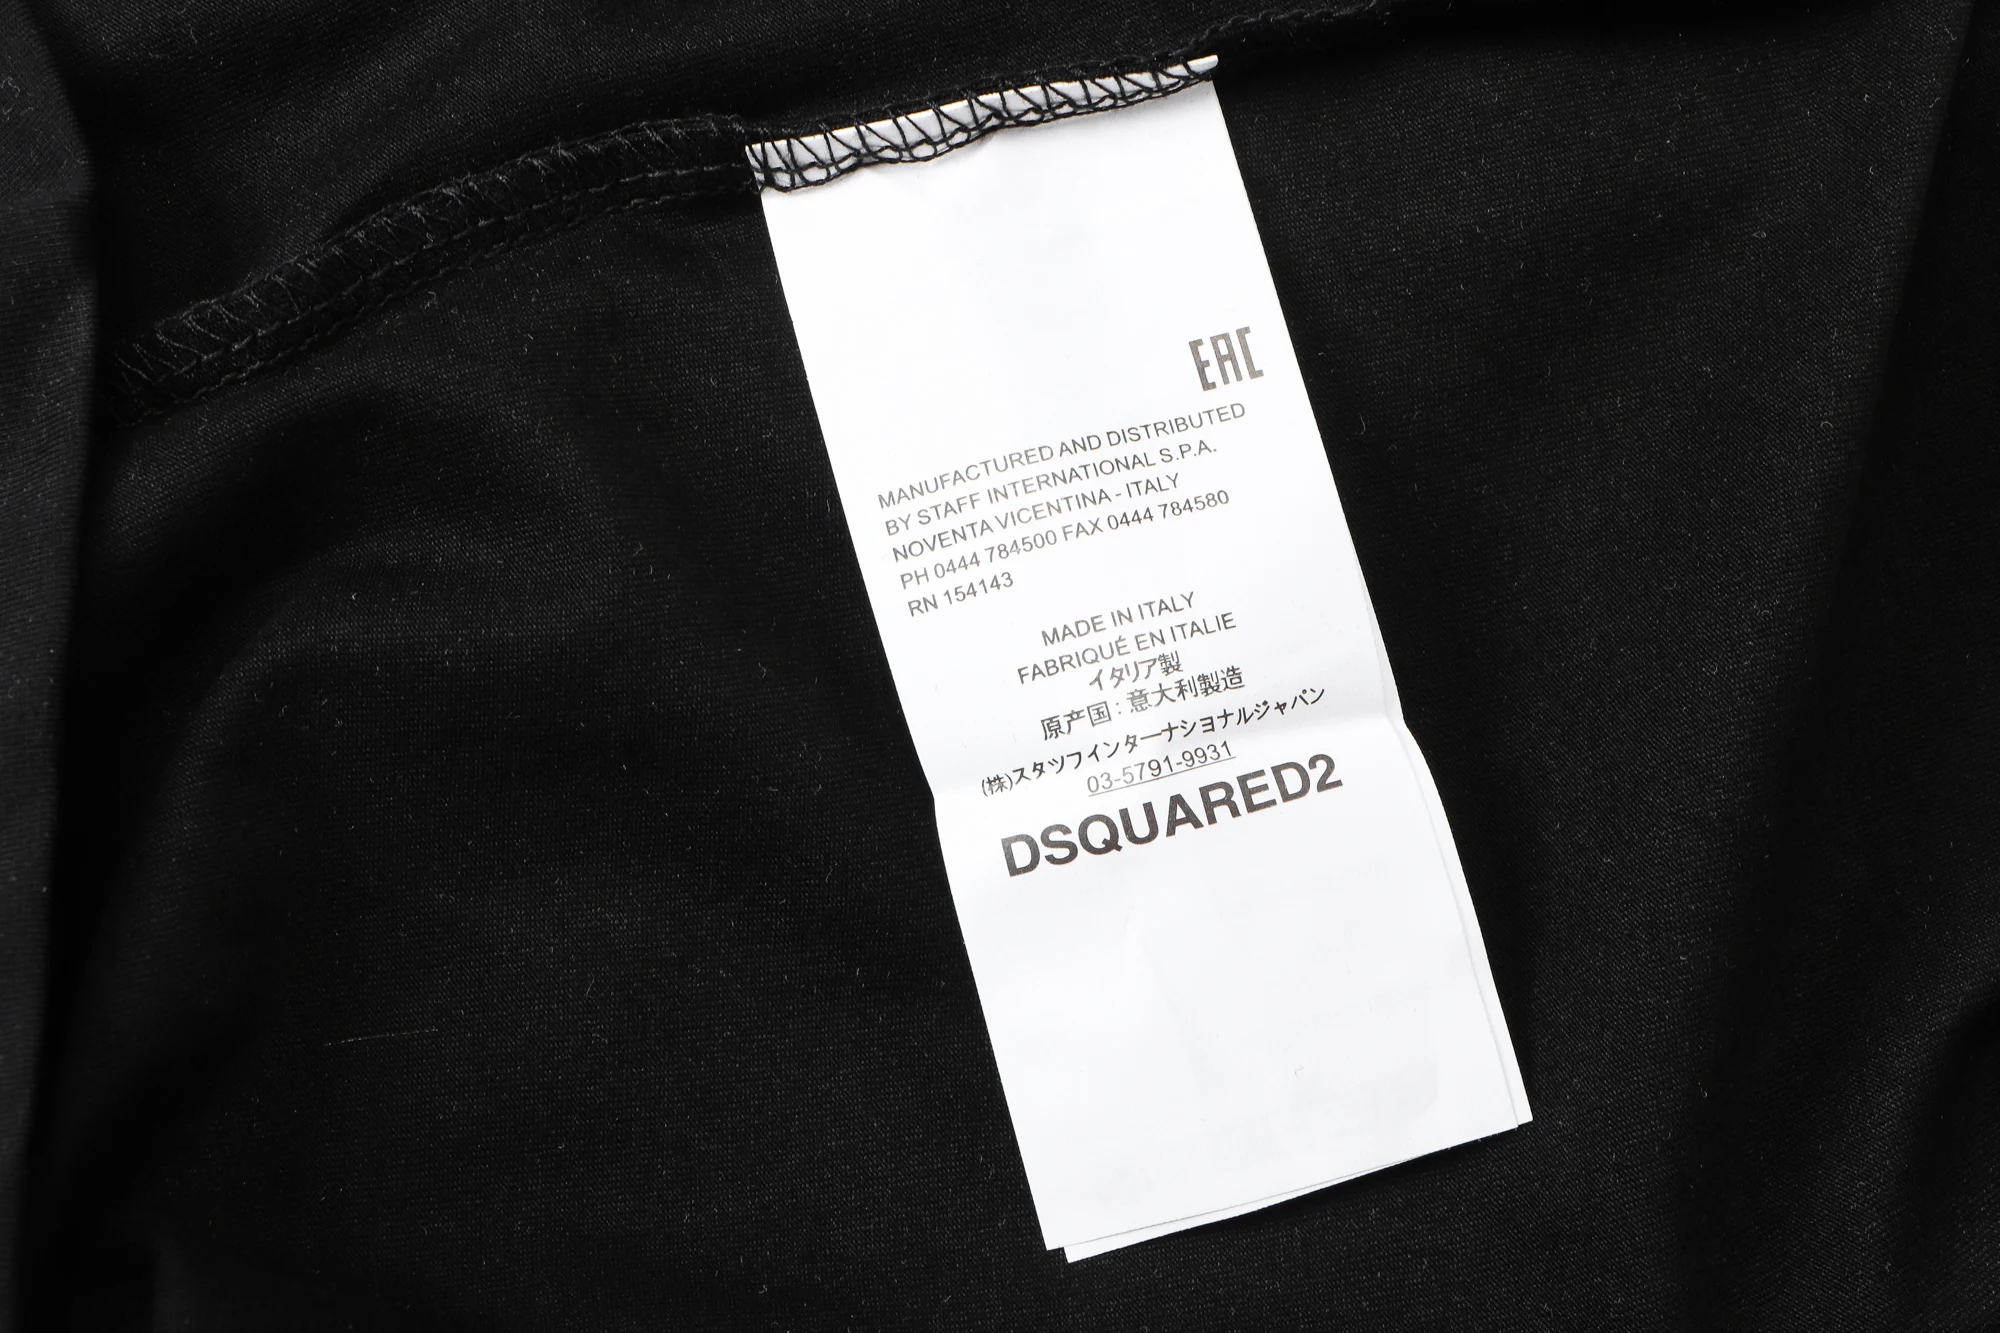 EAC
MANUFACTURED AND DISTRIBUTED
BY STAFF INTERNATIONAL S.P.A.
NOVENTA VICENTINA - ITALY
PH 0444 784500 FAX 0444 784580
RN 154143
MADE IN ITALY
FABRIQUÉ EN ITALIE
イタリア製
原产国：意大利製造
(株)スタツフインターナショナルジャパン
03-5791-9931
DSQUARED2